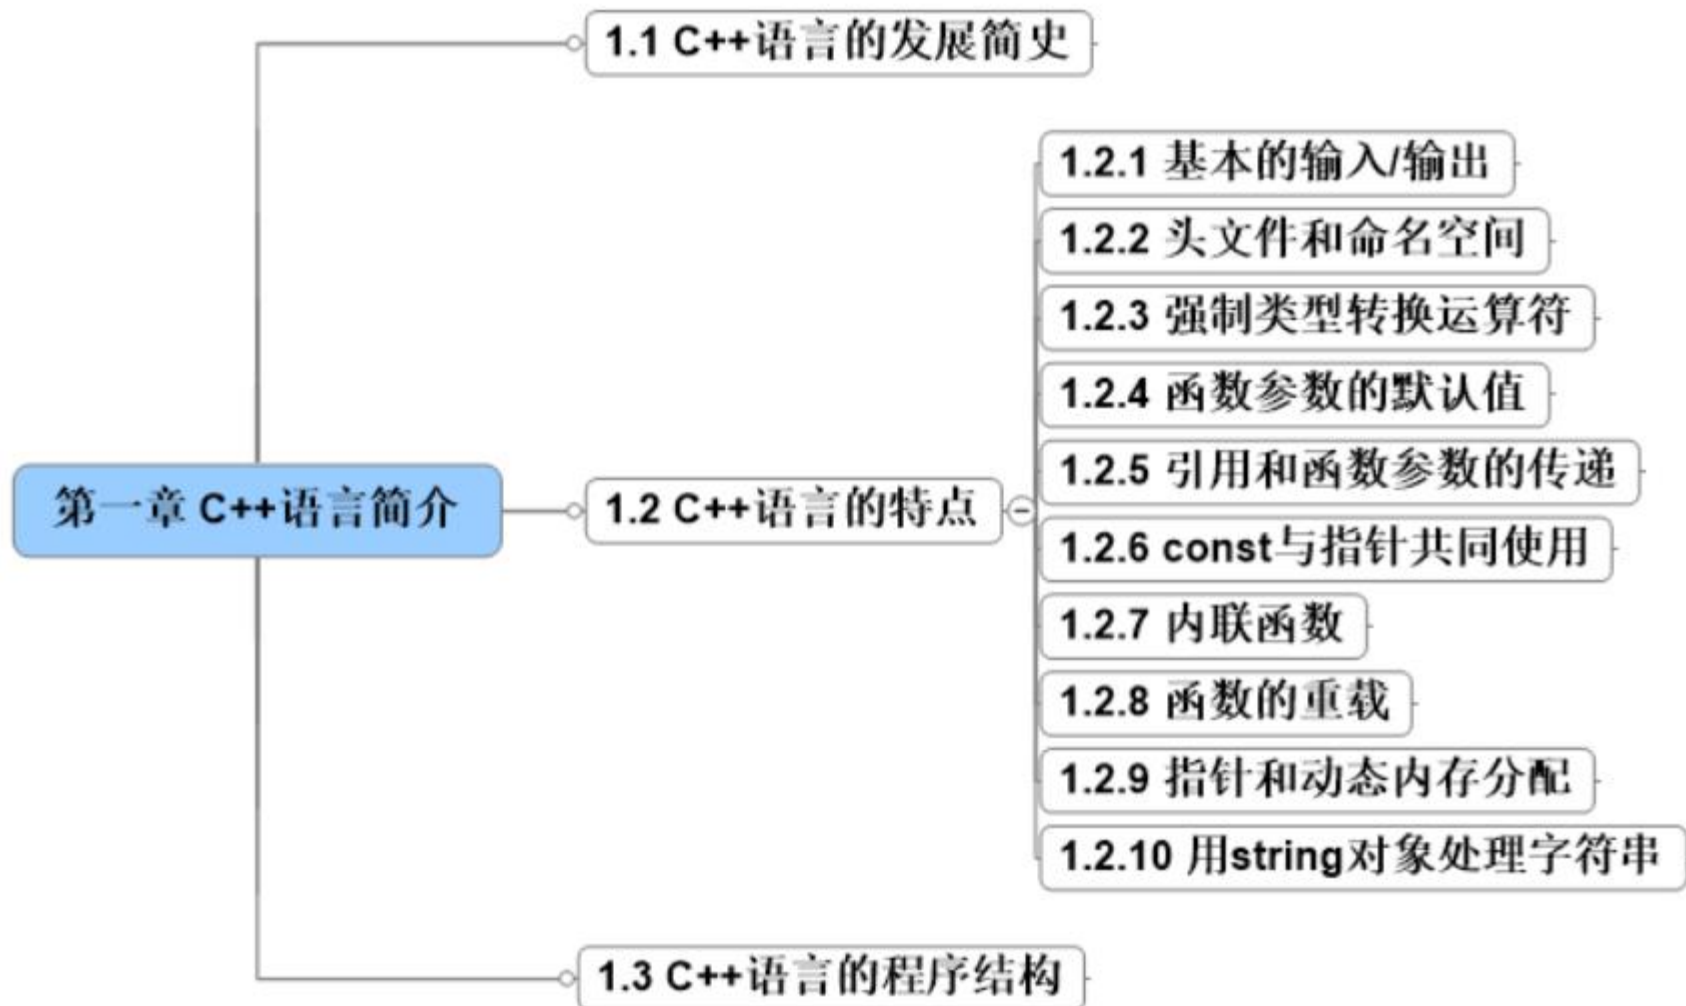 1.1 C++语言的发展简史
1.2.1 基本的输入/输出
1.2.2 头文件和命名空间
1.2.3 强制类型转换运算符
1.2.4 函数参数的默认值
1.2.5 引用和函数参数的传递
第一章 C++语言简介
1.2 C++语言的特点
1.2.6 const与指针共同使用
1.2.7 内联函数
1.2.8 函数的重载
1.2.9 指针和动态内存分配
1.2.10 用string对象处理字符串
1.3 C++语言的程序结构